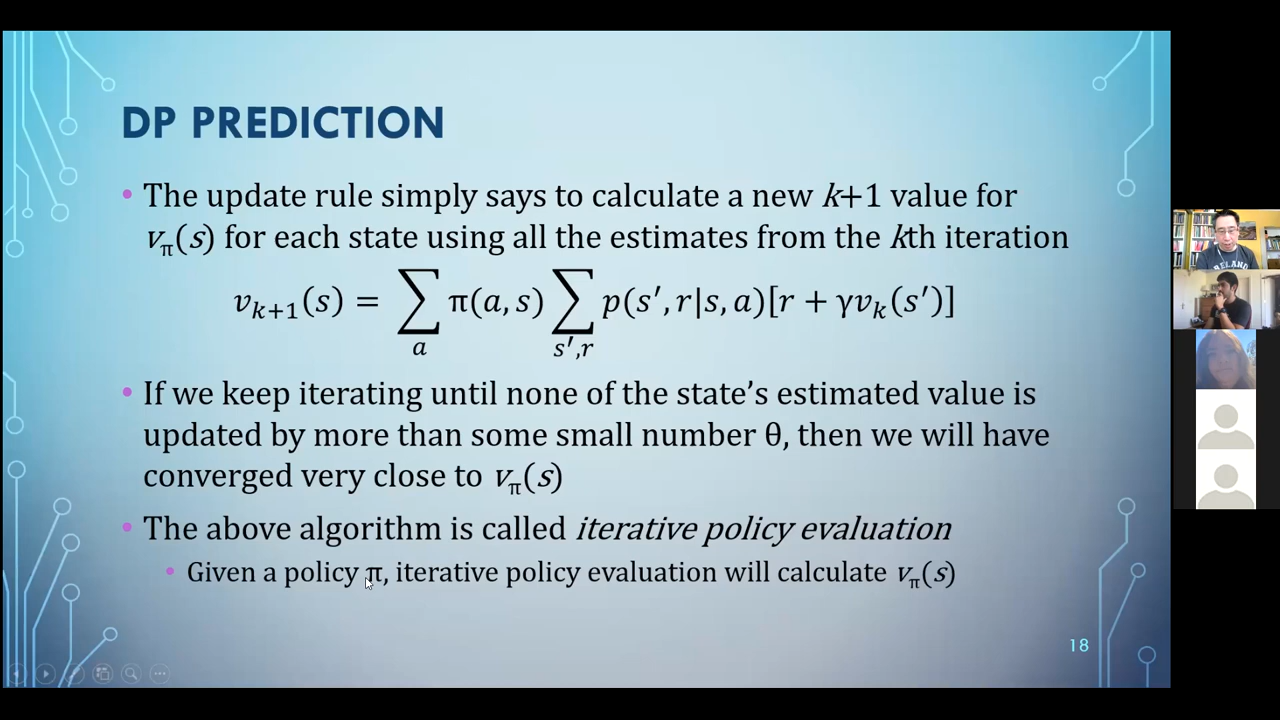 DP PREDICTION
• The update rule simply says to calculate a new k+1 value for
vπ(s) for each state using all the estimates from the kth iteration
vₖ₊₁(s) = ∑ₐ π(a, s) ∑ₛ′,ᵣ p(s′, r|s, a)[r + γvₖ(s′)]
• If we keep iterating until none of the state’s estimated value is
updated by more than some small number θ, then we will have
converged very close to vπ(s)
• The above algorithm is called iterative policy evaluation
• Given a policy π, iterative policy evaluation will calculate vπ(s)
18
IRELAND